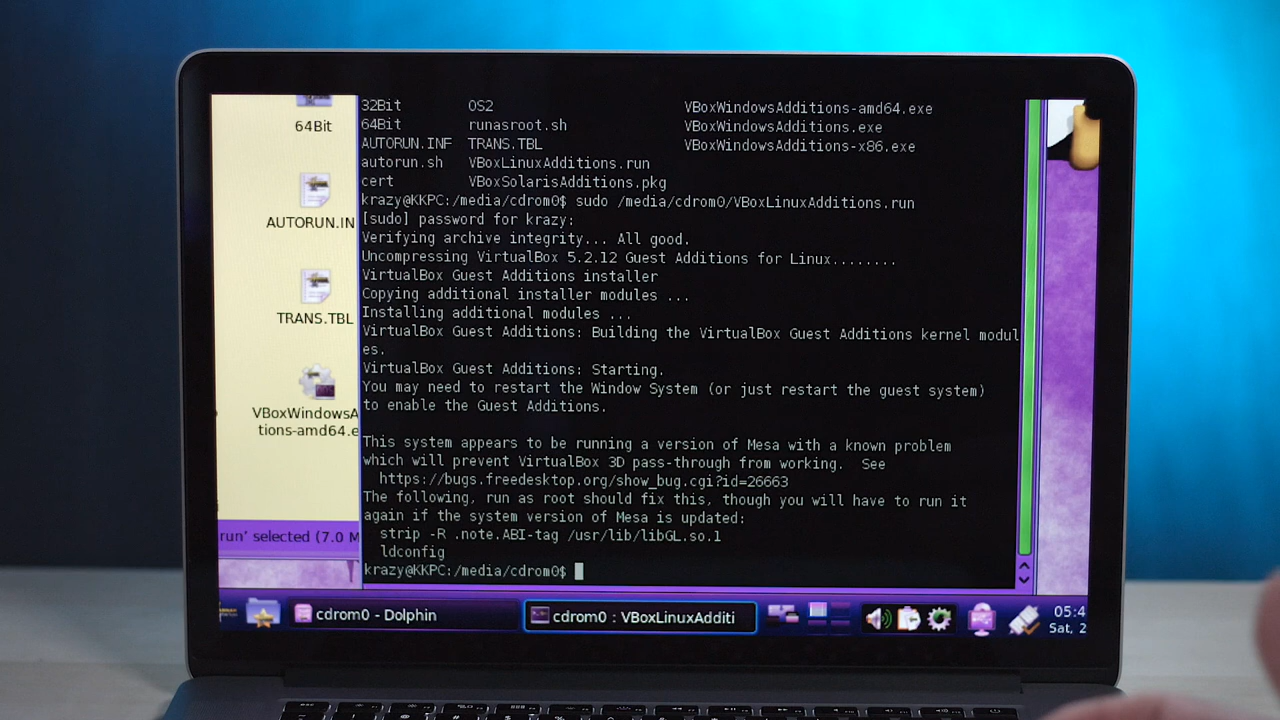 64Bit
AUTORUN.IN
TRANS.TBL
VBoxWindowsA
tions-amd64.e
run' selected (7.0 M
32Bit OS2 VBoxWindowsAdditions-amd64.exe
64Bit runasroot.sh VBoxWindowsAdditions.exe
AUTORUN.INF TRANS.TBL VBoxWindowsAdditions-x86.exe
autorun.sh VBoxLinuxAdditions.run
cert VBoxSolarisAdditions.pkg
krazy@KKPC:/media/cdrom0$ sudo /media/cdrom0/VBoxLinuxAdditions.run
[sudo] password for krazy:
Verifying archive integrity... All good.
Uncompressing VirtualBox 5.2.12 Guest Additions for Linux........
VirtualBox Guest Additions installer
Copying additional installer modules ...
Installing additional modules ...
VirtualBox Guest Additions: Building the VirtualBox Guest Additions kernel modul
es.
VirtualBox Guest Additions: Starting.
You may need to restart the Window System (or just restart the guest system)
to enable the Guest Additions.
This system appears to be running a version of Mesa with a known problem
which will prevent VirtualBox 3D pass-through from working.  See
https://bugs.freedesktop.org/show_bug.cgi?id=26663
The following, run as root should fix this, though you will have to run it
again if the system version of Mesa is updated:
strip -R .note.ABI-tag /usr/lib/libGL.so.1
ldconfig
krazy@KKPC:/media/cdrom0$
cdrom0 - Dolphin
cdrom0 : VBoxLinuxAdditi
05:4
Sat, 2